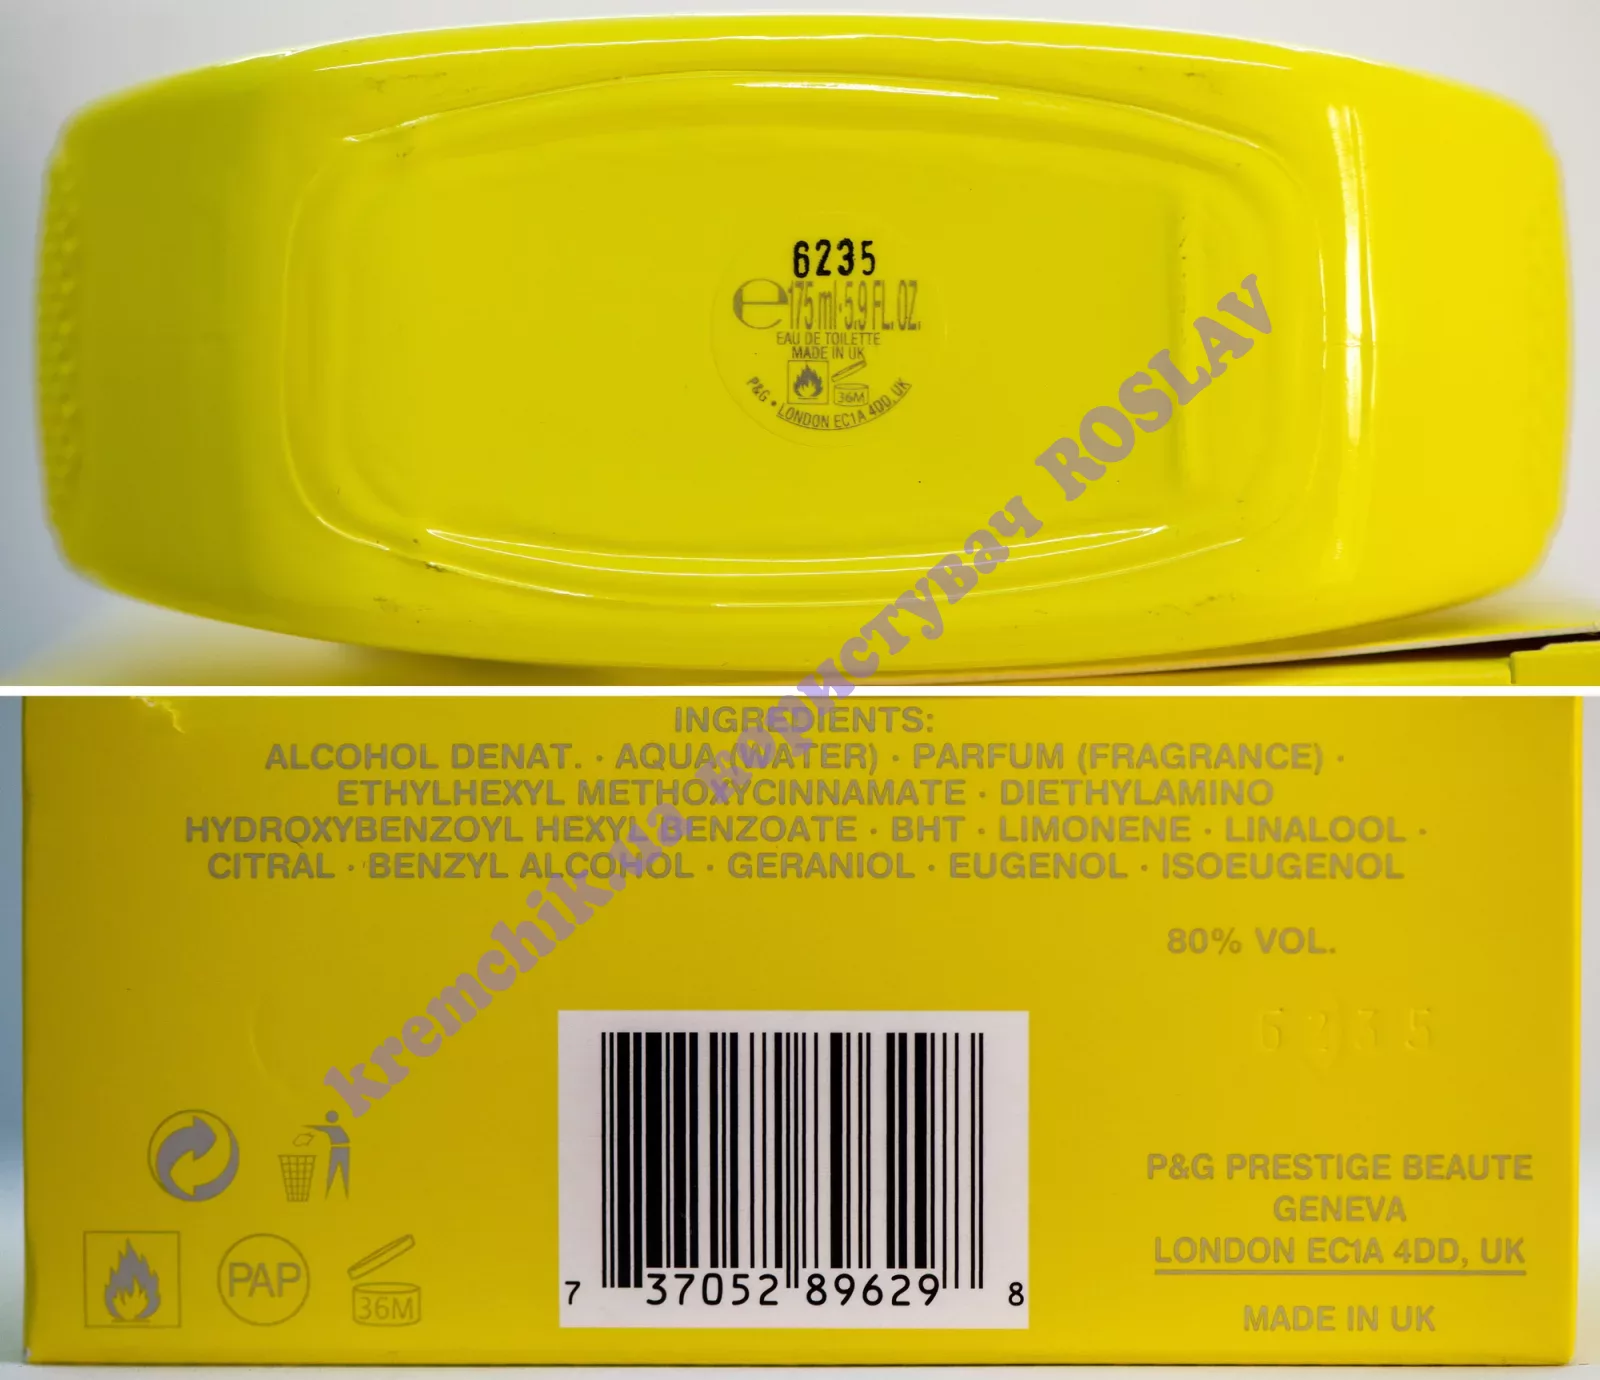 6235
e 175 ml·5.9 FL. OZ.
EAU DE TOILETTE
MADE IN UK
36M
P&G • LONDON EC1A 4DD, UK
kremchik.ua користувач ROSLAV
INGREDIENTS:
ALCOHOL DENAT. · AQUA (WATER) · PARFUM (FRAGRANCE) ·
ETHYLHEXYL METHOXYCINNAMATE · DIETHYLAMINO
HYDROXYBENZOYL HEXYL BENZOATE · BHT · LIMONENE · LINALOOL ·
CITRAL · BENZYL ALCOHOL · GERANIOL · EUGENOL · ISOEUGENOL
80% VOL.
6235
P&G PRESTIGE BEAUTE
GENEVA
LONDON EC1A 4DD, UK
MADE IN UK
PAP
36M
7 37052 89629 8